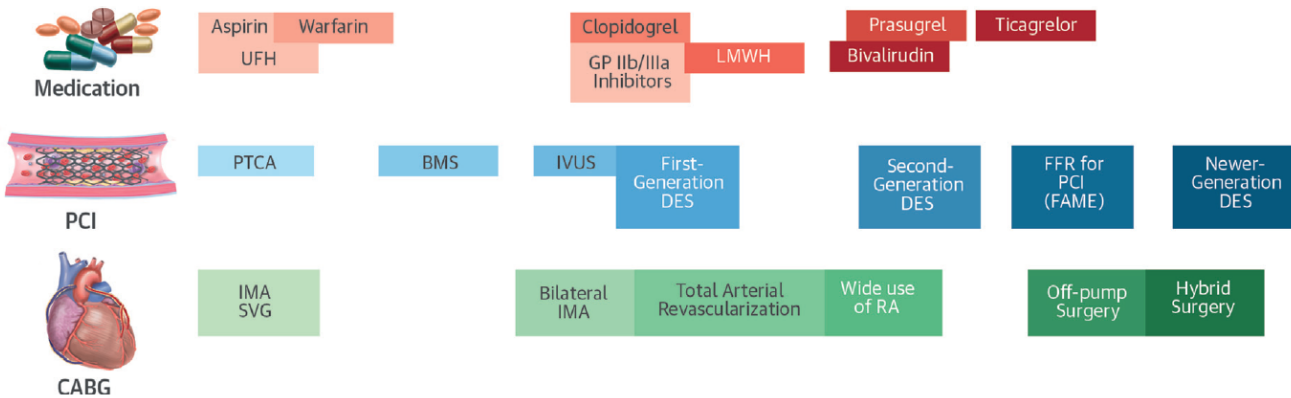 Aspirin
Warfarin
UFH
Clopidogrel
GP IIb/IIIa
Inhibitors
LMWH
Prasugrel
Ticagrelor
Bivalirudin
Medication
PTCA
BMS
IVUS
First-
Generation
DES
Second-
Generation
DES
FFR for
PCI
(FAME)
Newer-
Generation
DES
PCI
IMA
SVG
Bilateral
IMA
Total Arterial
Revascularization
Wide use
of RA
Off-pump
Surgery
Hybrid
Surgery
CABG